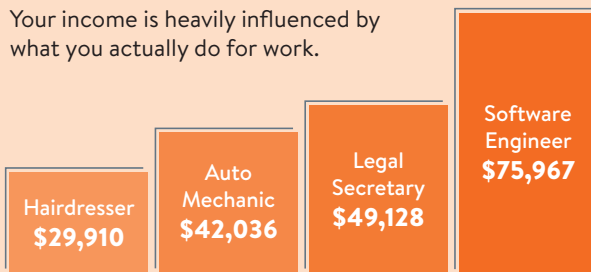 Your income is heavily influenced by
what you actually do for work.
Hairdresser
$29,910
Auto
Mechanic
$42,036
Legal
Secretary
$49,128
Software
Engineer
$75,967